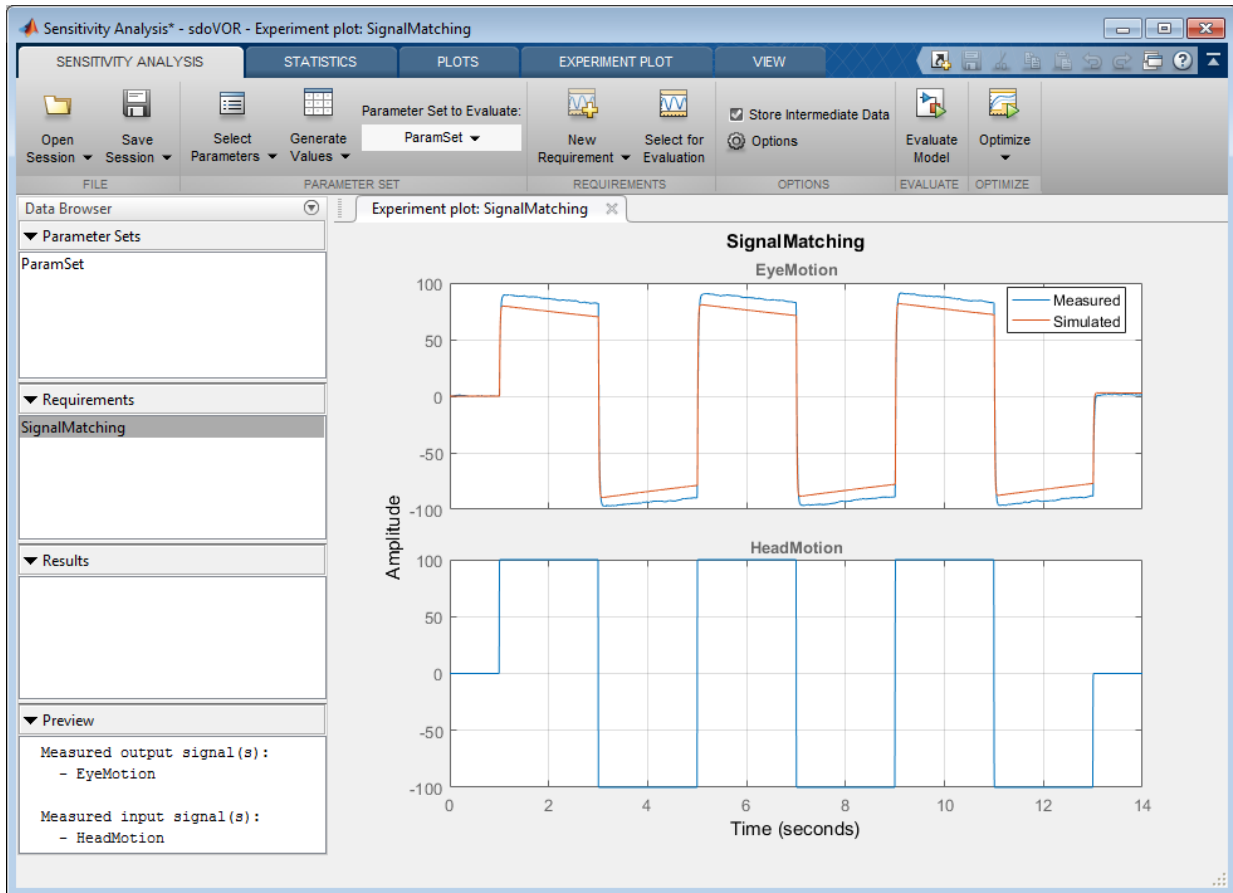 Sensitivity Analysis* - sdoVOR - Experiment plot: SignalMatching
SENSITIVITY ANALYSIS
STATISTICS
PLOTS
EXPERIMENT PLOT
VIEW
Open Session
Save Session
Select Parameters
Generate Values
Parameter Set to Evaluate:
ParamSet
New Requirement
Select for Evaluation
Store Intermediate Data
Options
Evaluate Model
Optimize
FILE
PARAMETER SET
REQUIREMENTS
OPTIONS
EVALUATE
OPTIMIZE
Data Browser
Parameter Sets
ParamSet
Requirements
SignalMatching
Results
Preview
Measured output signal(s):
- EyeMotion
Measured input signal(s):
- HeadMotion
Experiment plot: SignalMatching
SignalMatching
EyeMotion
Measured
Simulated
100
50
0
-50
-100
Amplitude
HeadMotion
100
50
0
-50
-100
0 2 4 6 8 10 12 14
Time (seconds)